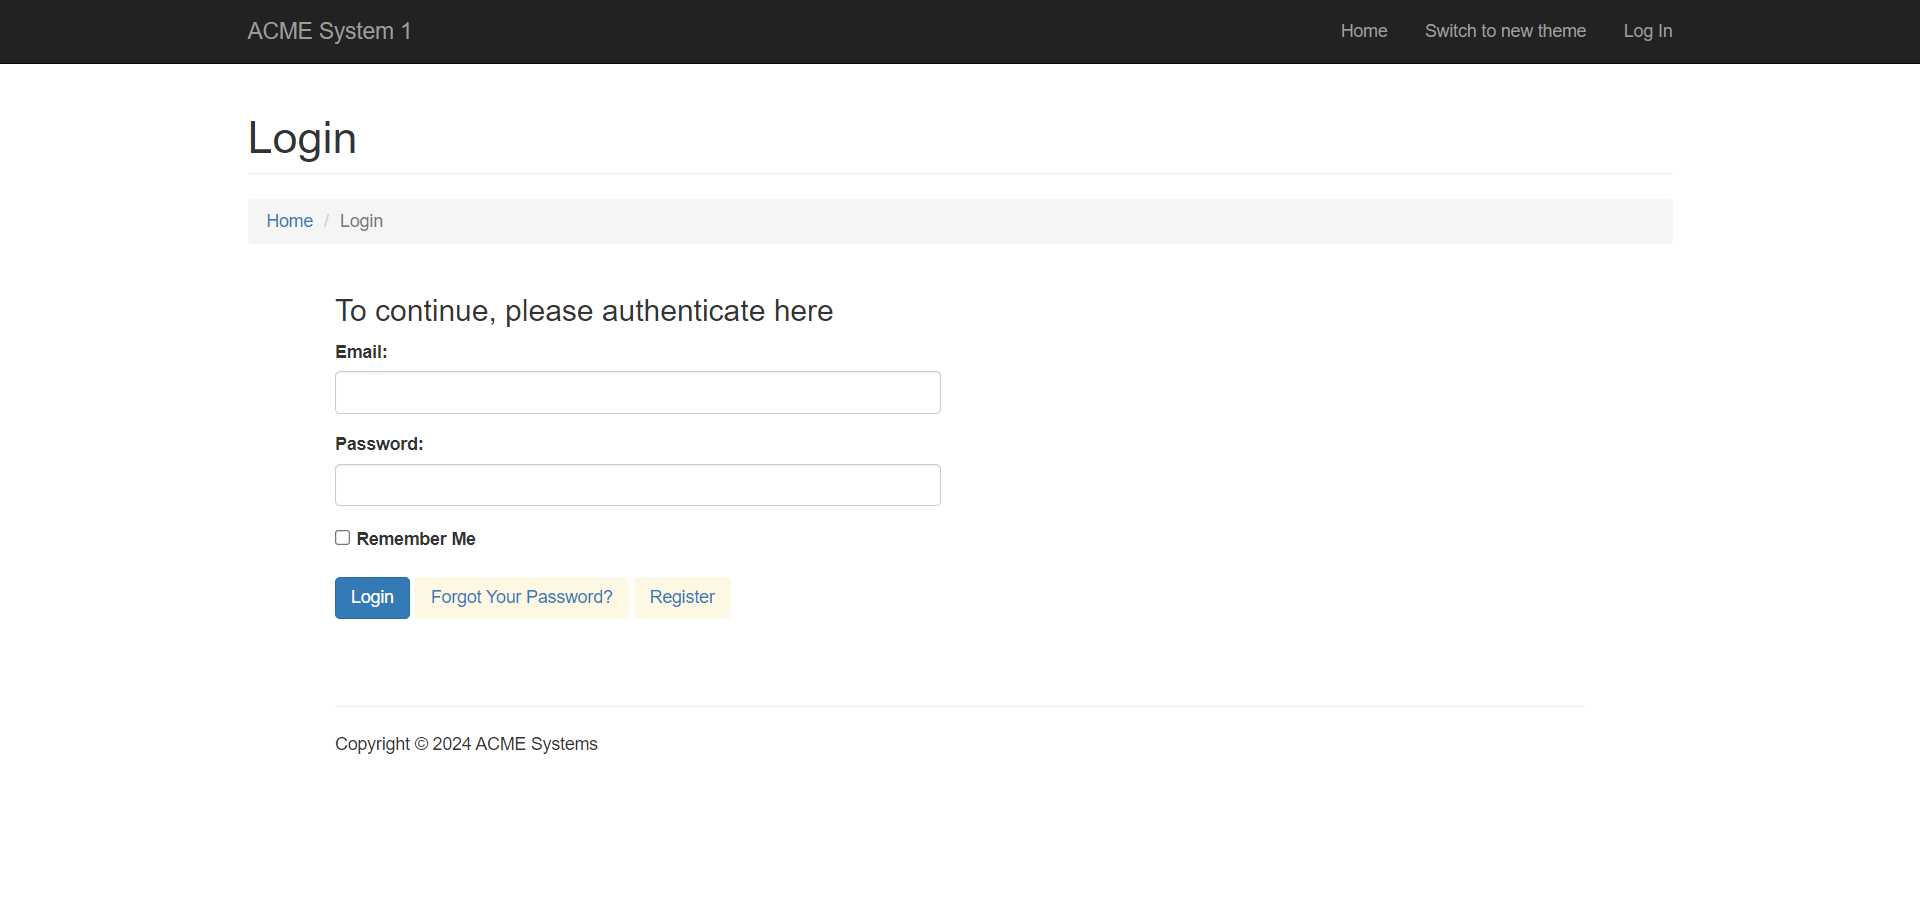 ACME System 1 Home Switch to new theme Log In
Login
Home / Login
To continue, please authenticate here
Email:
Password:
Remember Me
Login Forgot Your Password? Register
Copyright © 2024 ACME Systems